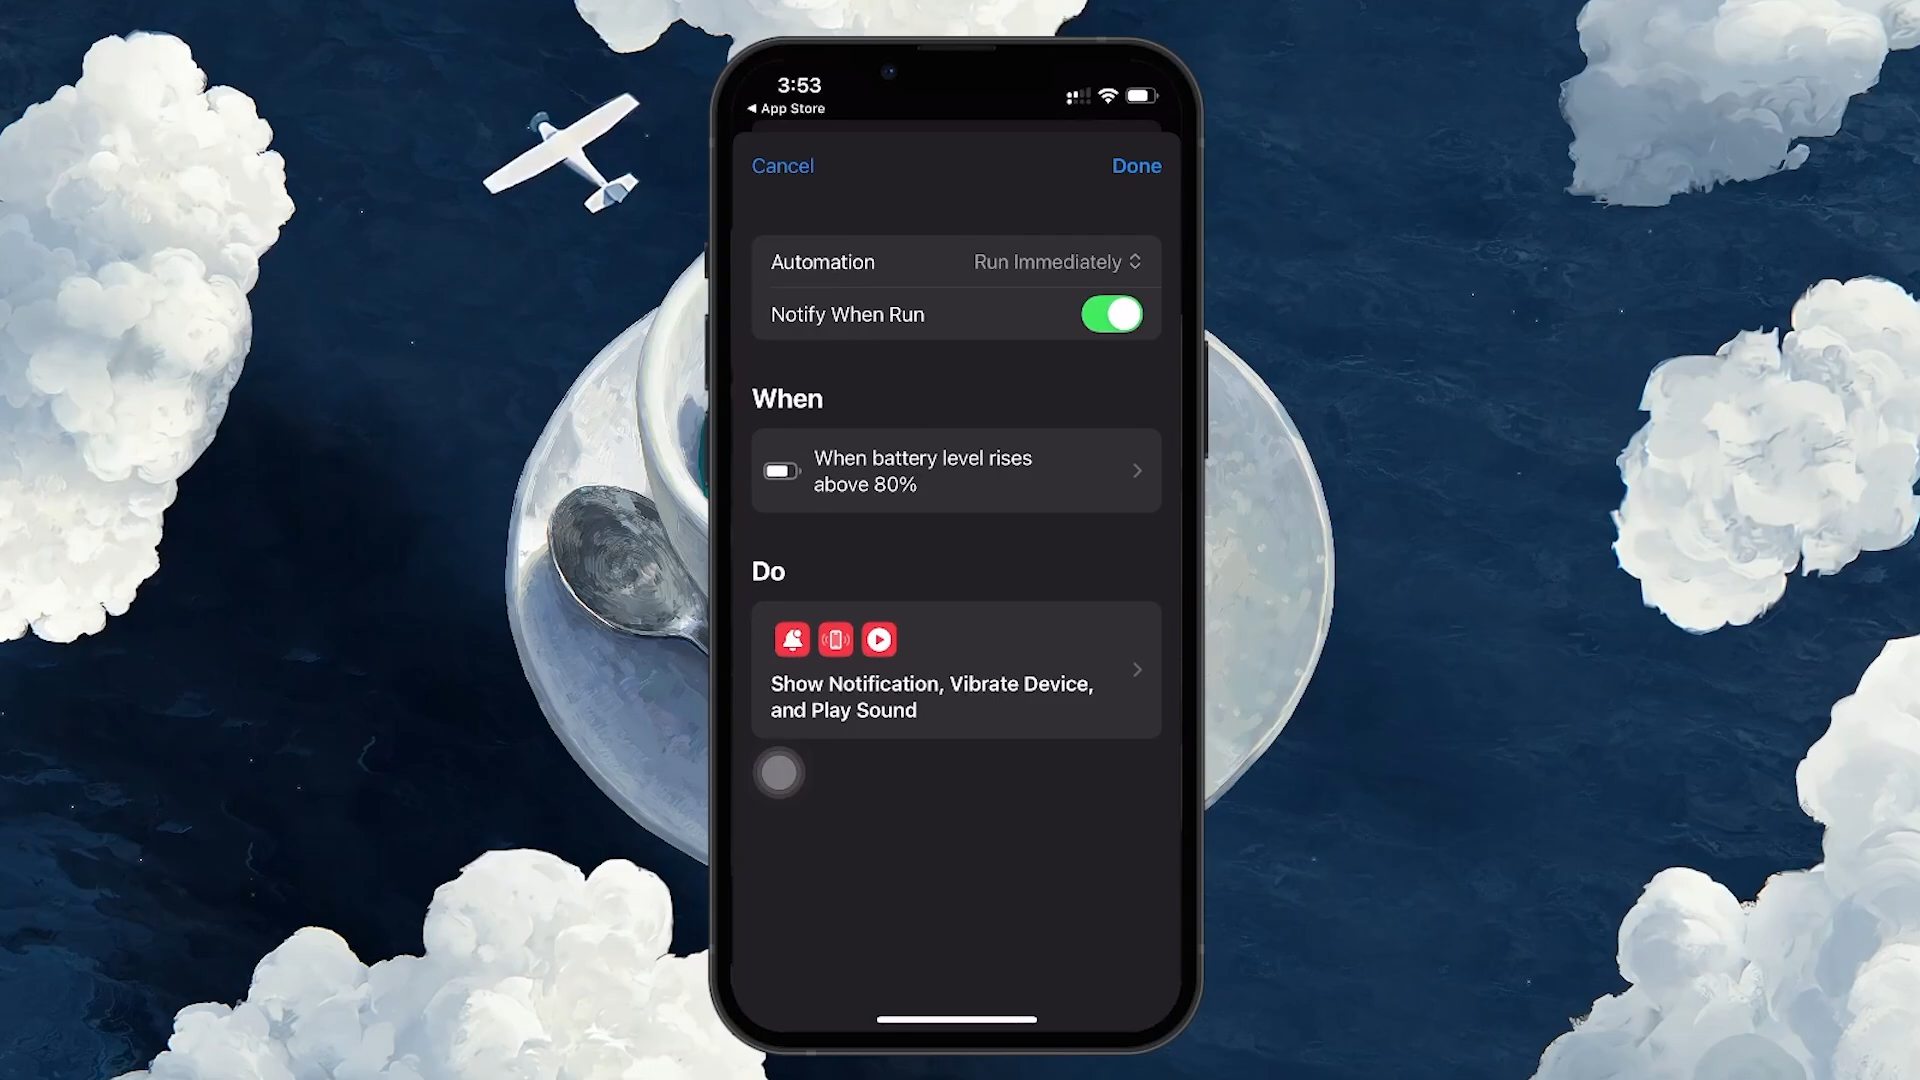 3:53
◀ App Store
Cancel
Done
Automation
Run Immediately
Notify When Run
When
When battery level rises
above 80%
Do
Show Notification, Vibrate Device,
and Play Sound